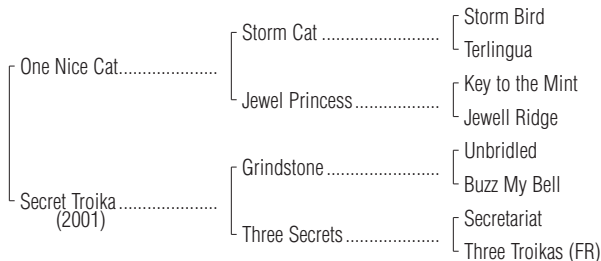 Storm Bird
Storm Cat ...................
Terlingua
One Nice Cat.....................
Key to the Mint
Jewel Princess..................
Jewell Ridge
Unbridled
Grindstone ........................
Buzz My Bell
Secret Troika .....................
(2001)
Secretariat
Three Secrets....................
Three Troikas (FR)